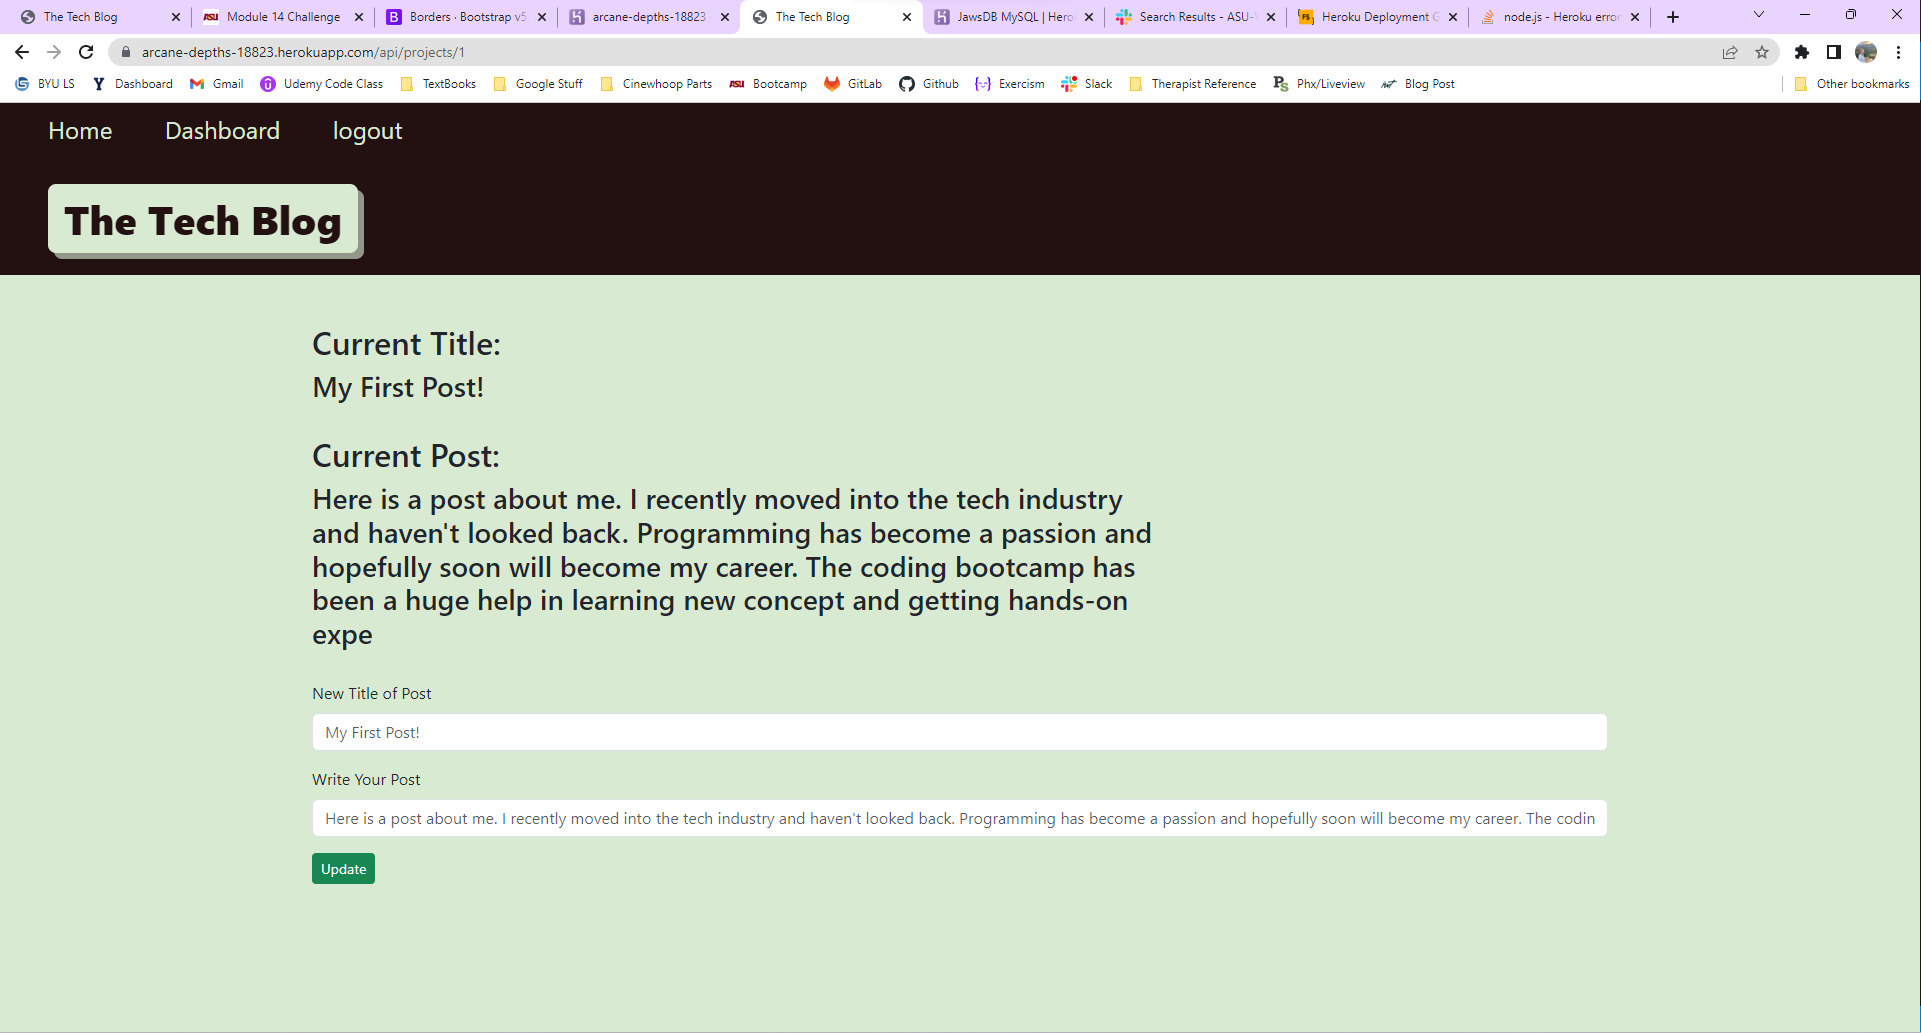 The Tech Blog
Module 14 Challenge
Borders · Bootstrap v5.
arcane-depths-18823
The Tech Blog
JawsDB MySQL | Hero
Search Results - ASU-
Heroku Deployment G
node.js - Heroku error
arcane-depths-18823.herokuapp.com/api/projects/1
BYU LS Dashboard Gmail Udemy Code Class TextBooks Google Stuff Cinewhoop Parts Bootcamp GitLab Github Exercism Slack Therapist Reference Phx/Liveview Blog Post Other bookmarks
Home Dashboard logout
The Tech Blog
Current Title:
My First Post!
Current Post:
Here is a post about me. I recently moved into the tech industry
and haven't looked back. Programming has become a passion and
hopefully soon will become my career. The coding bootcamp has
been a huge help in learning new concept and getting hands-on
expe
New Title of Post
My First Post!
Write Your Post
Here is a post about me. I recently moved into the tech industry and haven't looked back. Programming has become a passion and hopefully soon will become my career. The codin
Update